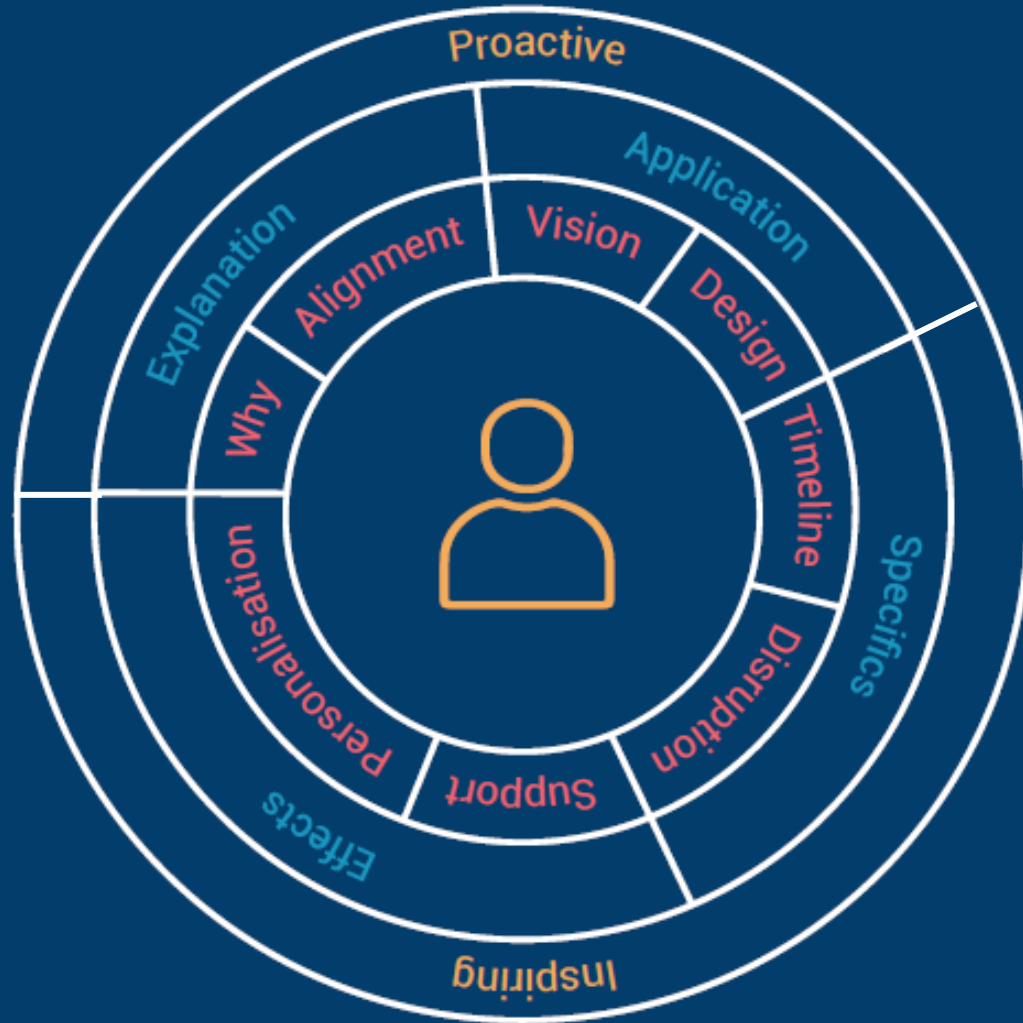 Proactive
Application
Explanation
Vision
Alignment
Design
Why
Timeline
Specifics
Personalisation
Disruption
Support
Effects
Inspiring